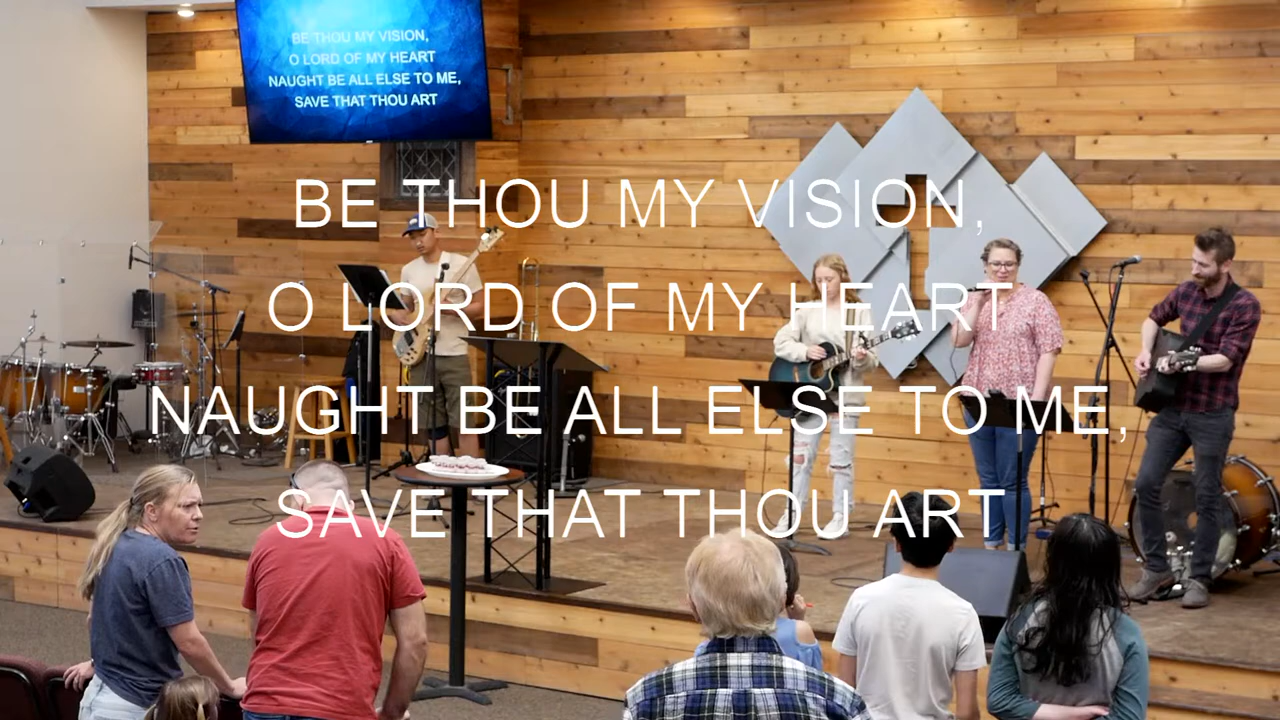 BE THOU MY VISION,
O LORD OF MY HEART
NAUGHT BE ALL ELSE TO ME,
SAVE THAT THOU ART
BE THOU MY VISION,
O LORD OF MY HEART
NAUGHT BE ALL ELSE TO ME,
SAVE THAT THOU ART